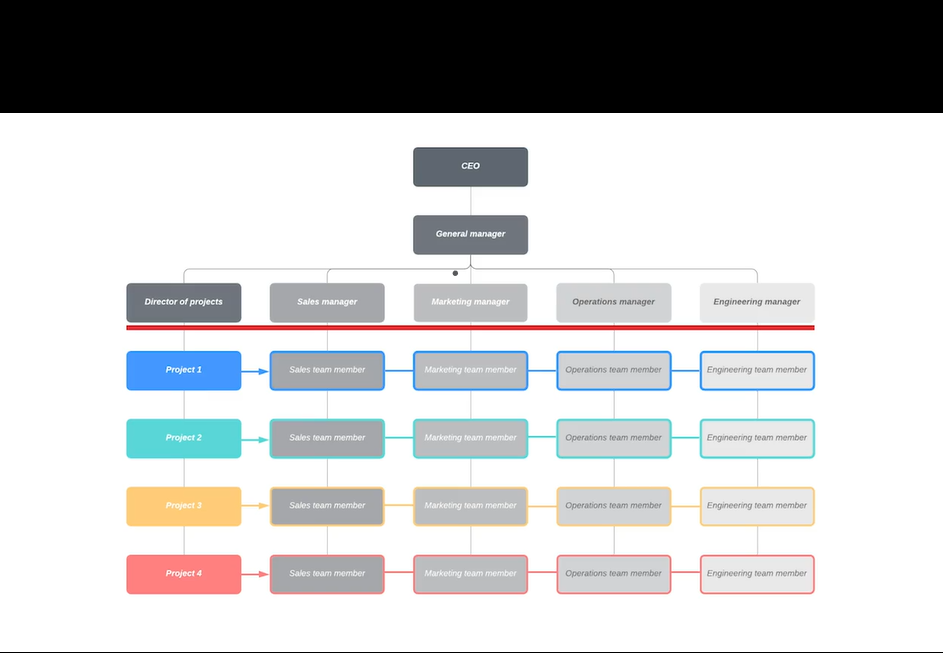 CEO
General manager
Director of projects
Sales manager
Marketing manager
Operations manager
Engineering manager
Project 1
Sales team member
Marketing team member
Operations team member
Engineering team member
Project 2
Sales team member
Marketing team member
Operations team member
Engineering team member
Project 3
Sales team member
Marketing team member
Operations team member
Engineering team member
Project 4
Sales team member
Marketing team member
Operations team member
Engineering team member